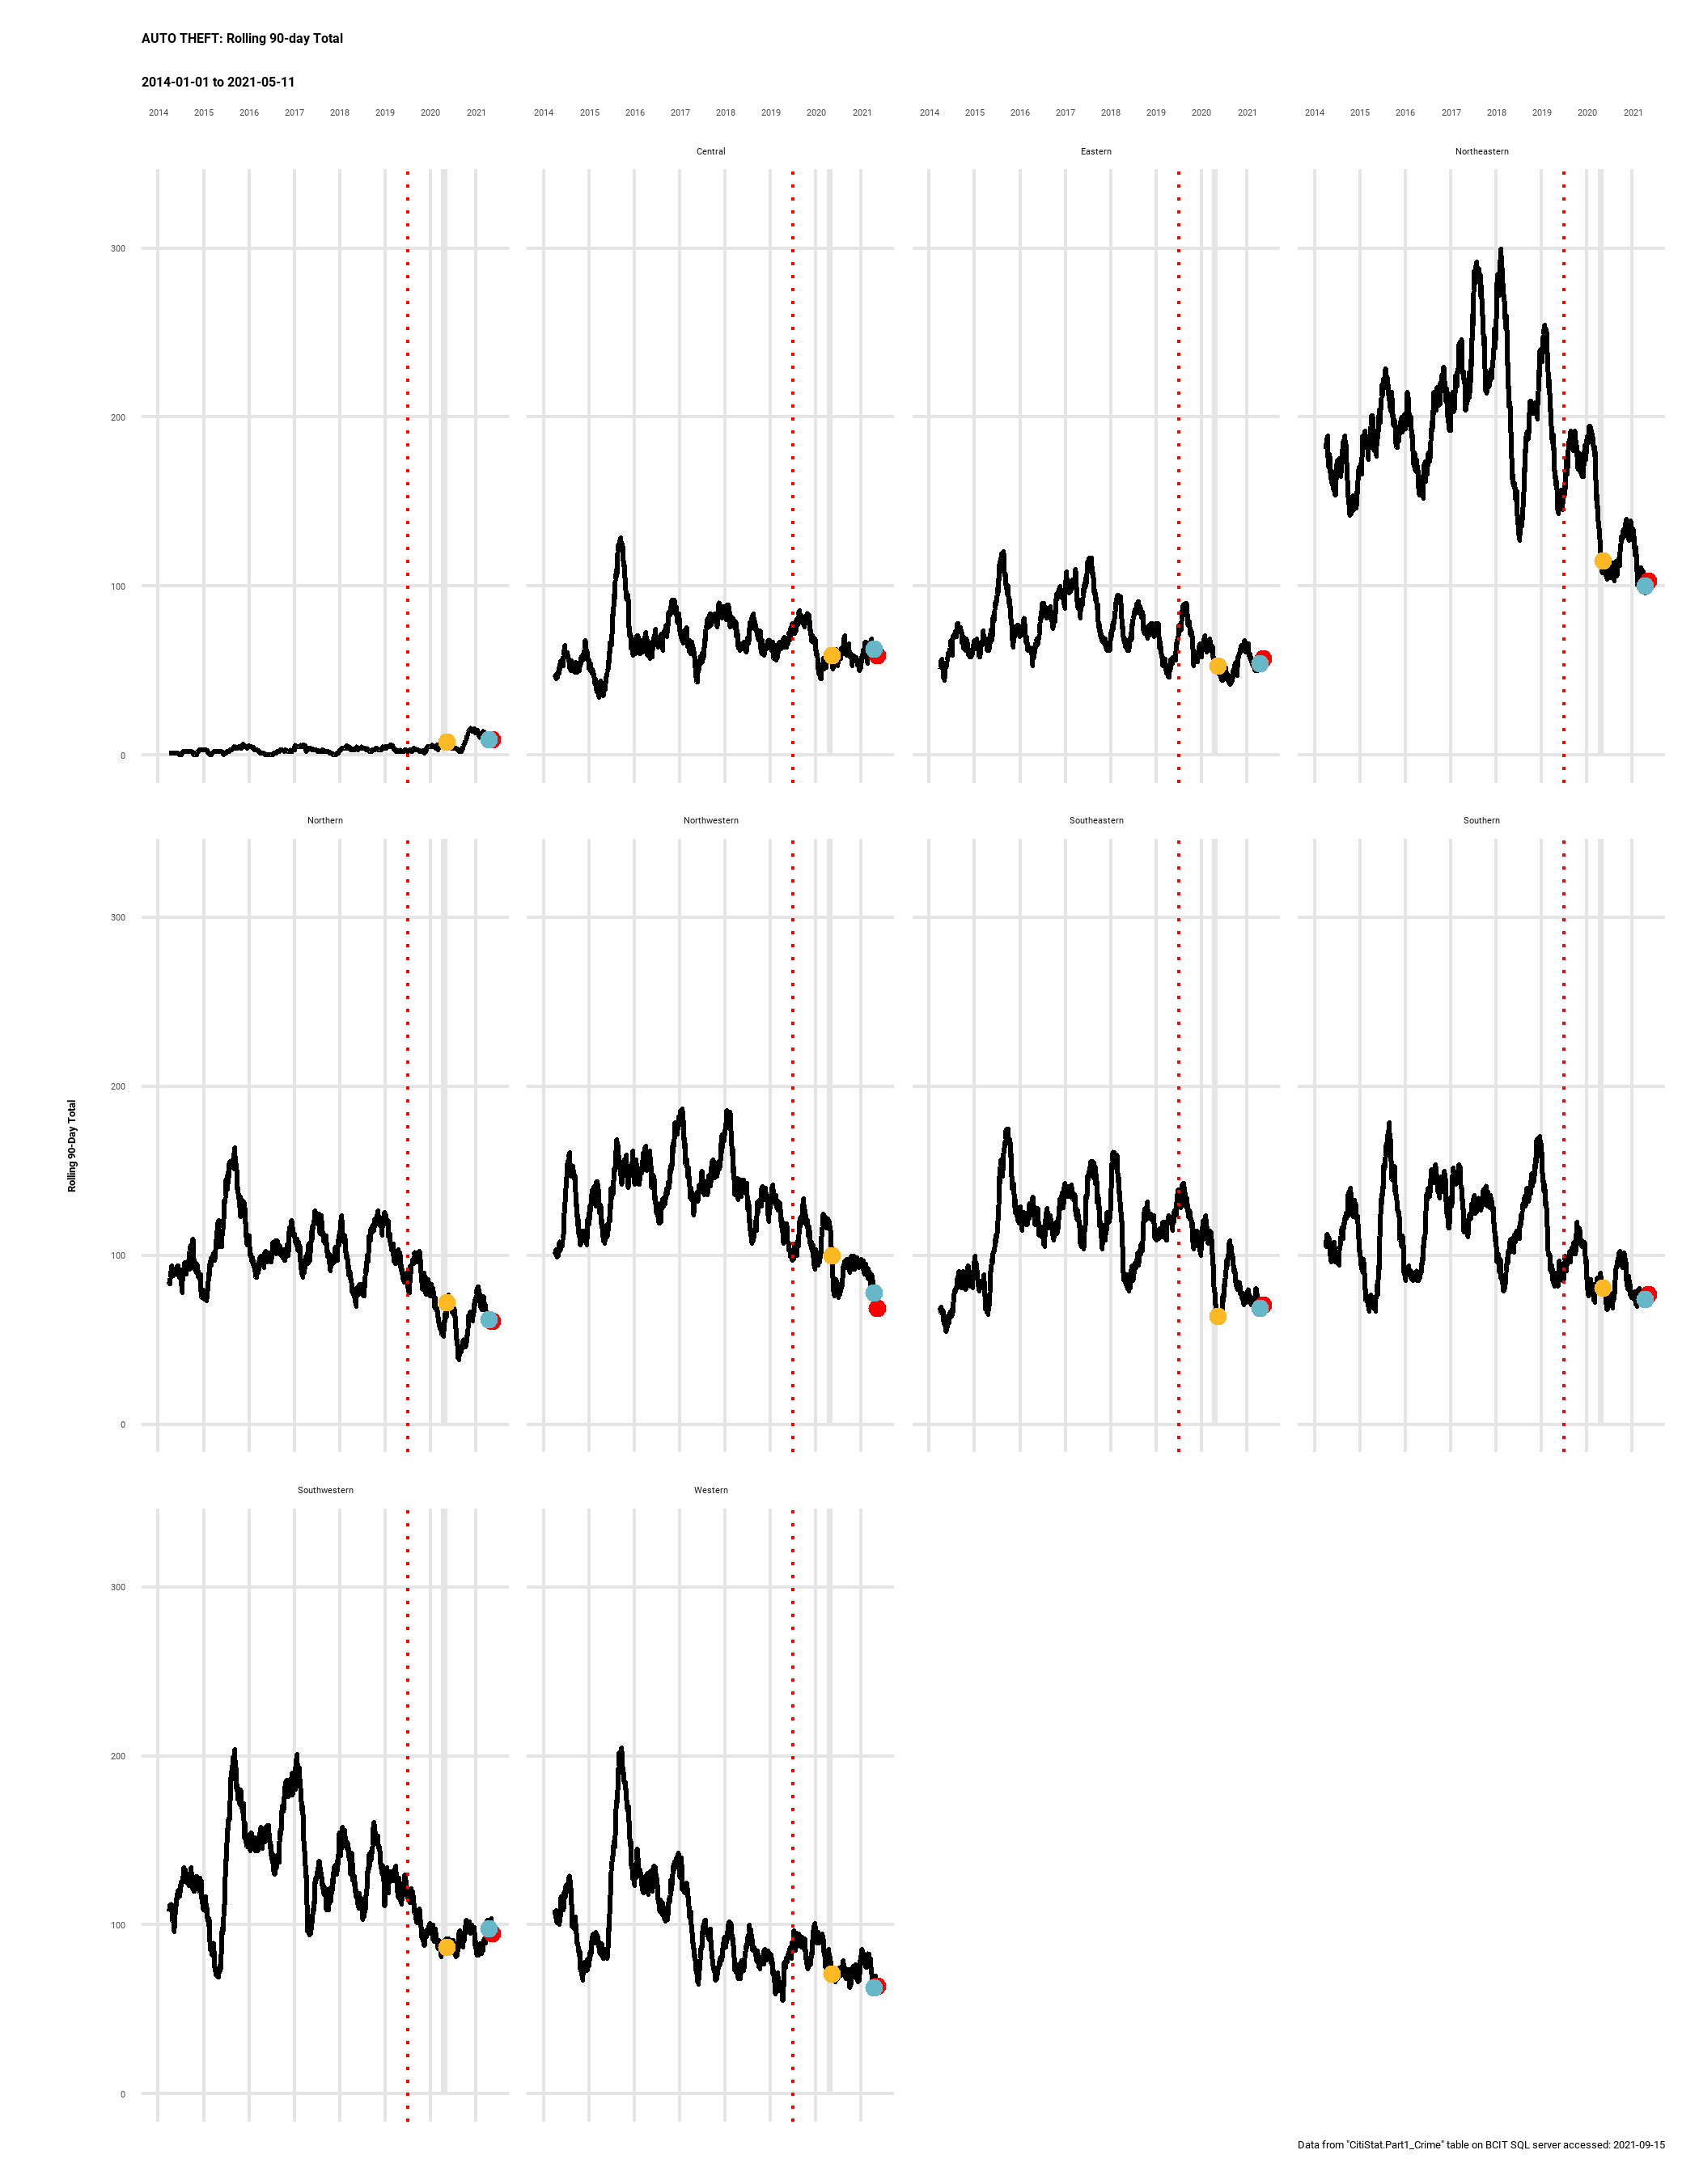 AUTO THEFT: Rolling 90-day Total
2014-01-01 to 2021-05-11
2014 2015 2016 2017 2018 2019 2020 2021 2014 2015 2016 2017 2018 2019 2020 2021 2014 2015 2016 2017 2018 2019 2020 2021 2014 2015 2016 2017 2018 2019 2020 2021
Central Eastern Northeastern
300
200
100
0
Northern Northwestern Southeastern Southern
300
200
Rolling 90-Day Total
100
0
Southwestern Western
300
200
100
0
Data from "CitiStat.Part1_Crime" table on BCIT SQL server accessed: 2021-09-15